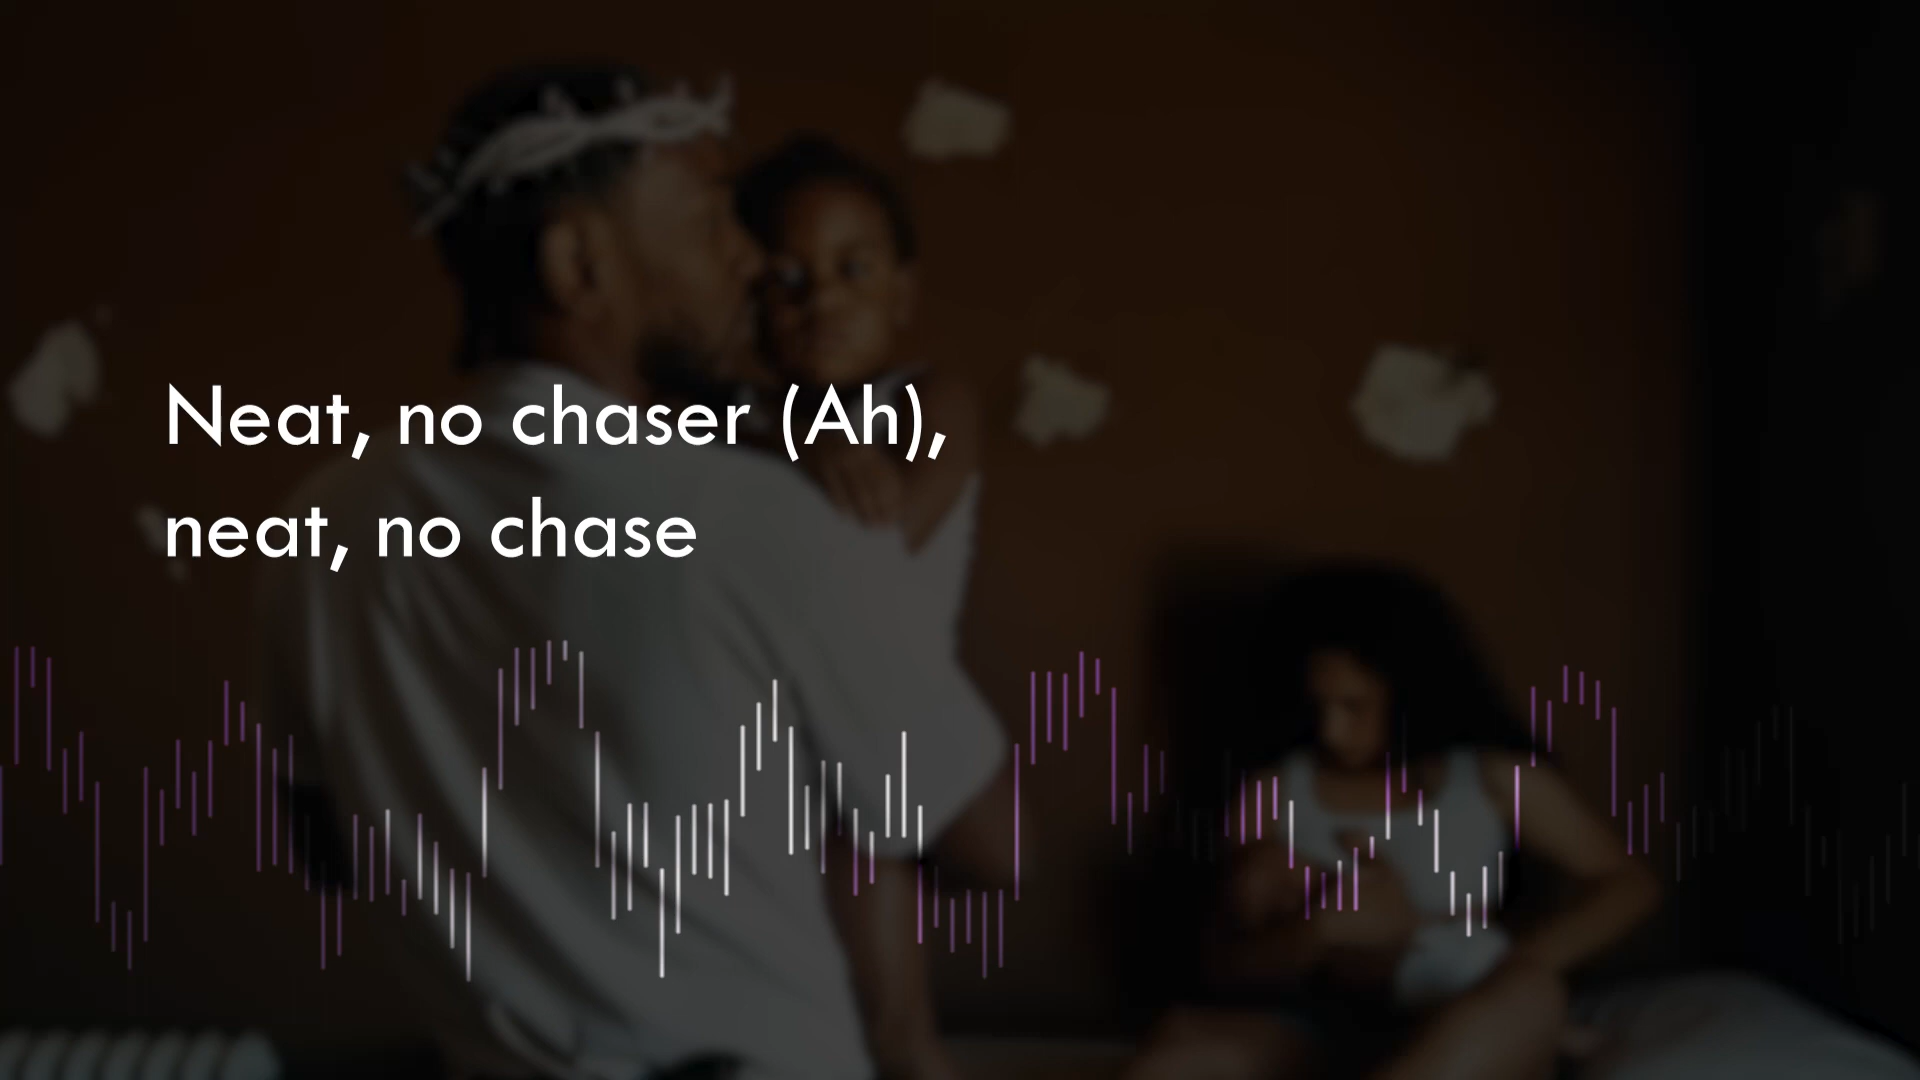 Neat, no chaser (Ah),
neat, no chase